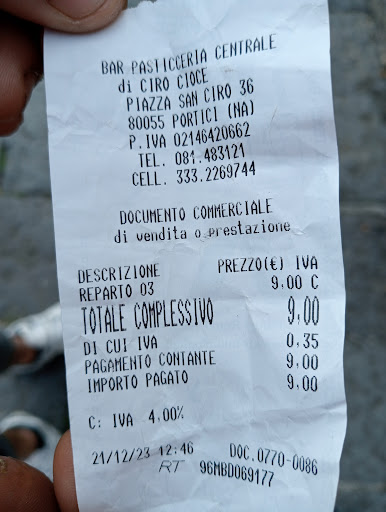 BAR PASTICCERIA CENTRALE
di CIRO CIOCE
PIAZZA SAN CIRO 36
80055 PORTICI (NA)
P.IVA 02146420662
TEL. 081.483121
CELL. 333.2269744
DOCUMENTO COMMERCIALE
di vendita o prestazione
DESCRIZIONE PREZZO(€) IVA
REPARTO 03 9,00 C
TOTALE COMPLESSIVO 9,00
DI CUI IVA 0,35
PAGAMENTO CONTANTE 9,00
IMPORTO PAGATO 9,00
C: IVA 4,00%
21/12/23 12:46 DOC.0770-0086
RT 96MBD069177